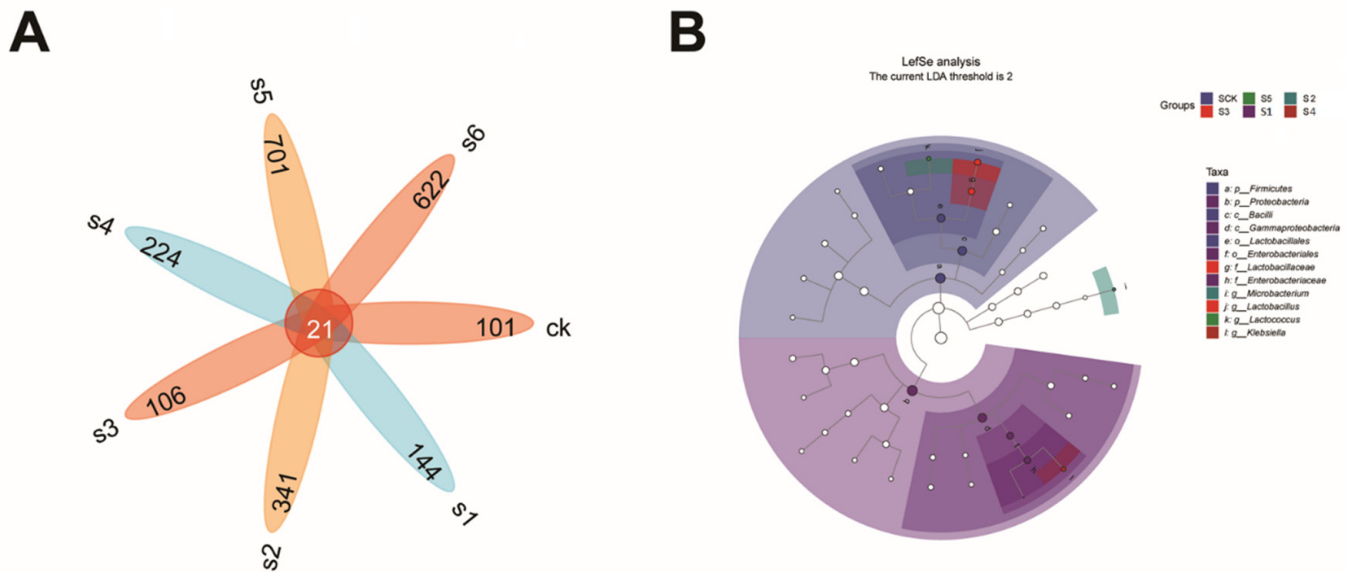 A
s5
701
s6
622
s4
224
21
101
ck
106
s3
144
s1
341
s2
B
LefSe analysis
The current LDA threshold is 2
Groups SCK S5 S2
S3 S1 S4
Taxa
a: p__Firmicutes
b: p__Proteobacteria
c: c__Bacilli
d: c__Gammaproteobacteria
e: o__Lactobacillales
f: o__Enterobacteriales
g: f__Lactobacillaceae
h: f__Enterobacteriaceae
i: g__Microbacterium
j: g__Lactobacillus
k: g__Lactococcus
l: g__Klebsiella